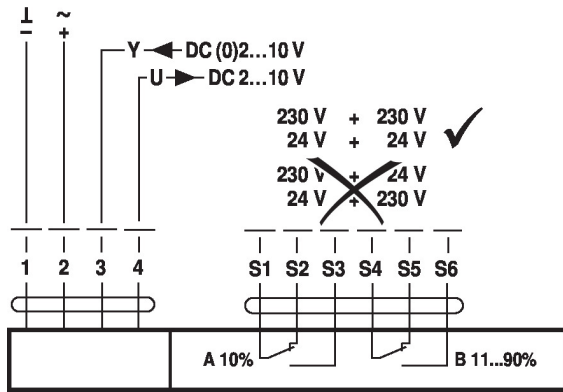 ⊥ ~
− +
Y DC (0)2...10 V
U DC 2...10 V
230 V + 230 V
24 V + 24 V
230 V + 24 V
24 V + 230 V
1 2 3 4 S1 S2 S3 S4 S5 S6
A 10% B 11...90%